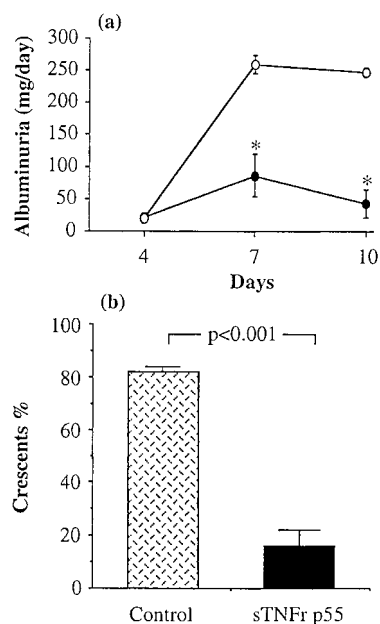 (a)
Albuminuria (mg/day)
300
250
200
150
100
50
0
*
*
4
7
10
Days
(b)
Crescents %
100
80
60
40
20
0
p<0.001
Control
sTNFr p55